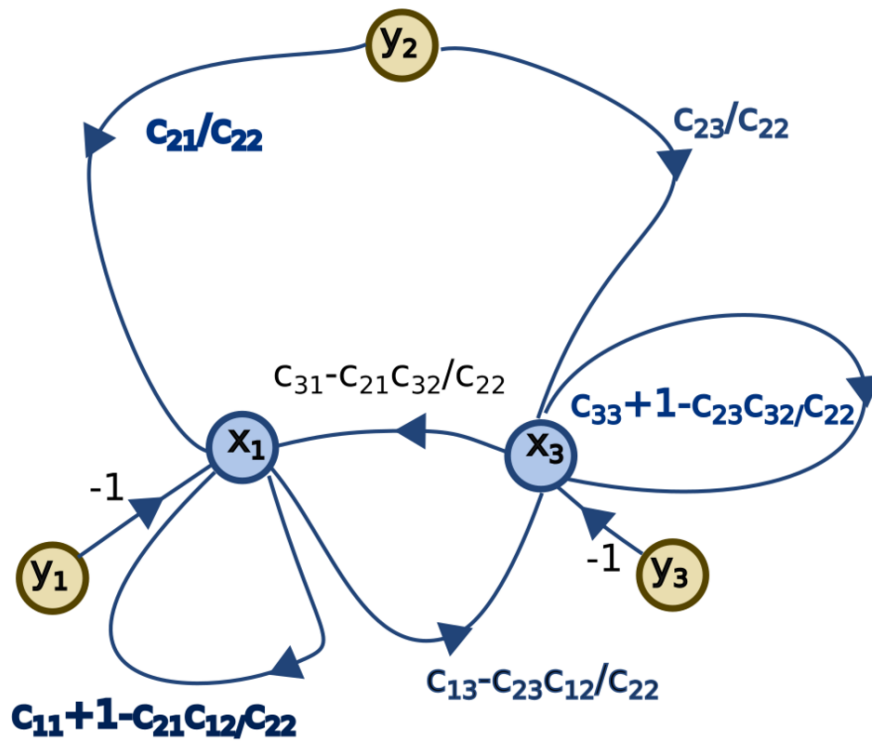 y₂
c₂₁/c₂₂
c₂₃/c₂₂
c₃₁-c₂₁c₃₂/c₂₂
c₃₃+1-c₂₃c₃₂/c₂₂
x₁
x₃
-1
-1
y₁
y₃
c₁₃-c₂₃c₁₂/c₂₂
c₁₁+1-c₂₁c₁₂/c₂₂